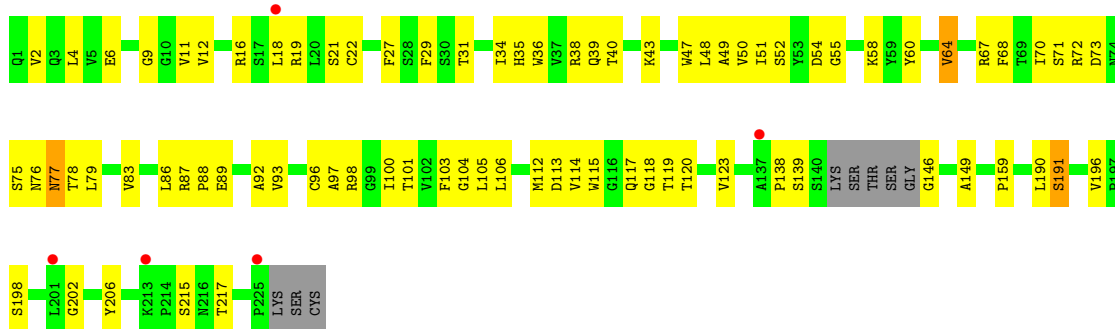 Q1 V2 Q3 L4 V5 E6 G9 G10 V11 V12 R16 S17 L18 R19 L20 S21 C22 F27 S28 F29 S30 T31 I34 H35 W36 V37 R38 Q39 T40 K43 W47 L48 A49 V50 I51 S52 Y53 D54 G55 K58 Y59 Y60 V64 R67 F68 T69 I70 S71 R72 D73 N74
S75 N76 N77 T78 L79 V83 L86 R87 P88 E89 A92 V93 C96 A97 R98 G99 I100 T101 V102 F103 G104 L105 L106 M112 D113 V114 W115 G116 Q117 G118 T119 T120 V123 A137 P138 S139 S140 LYS SER THR SER GLY G146 A149 P159 L190 S191 V196 P197
S198 L201 G202 Y206 K213 P214 S215 N216 T217 P225 LYS SER CYS